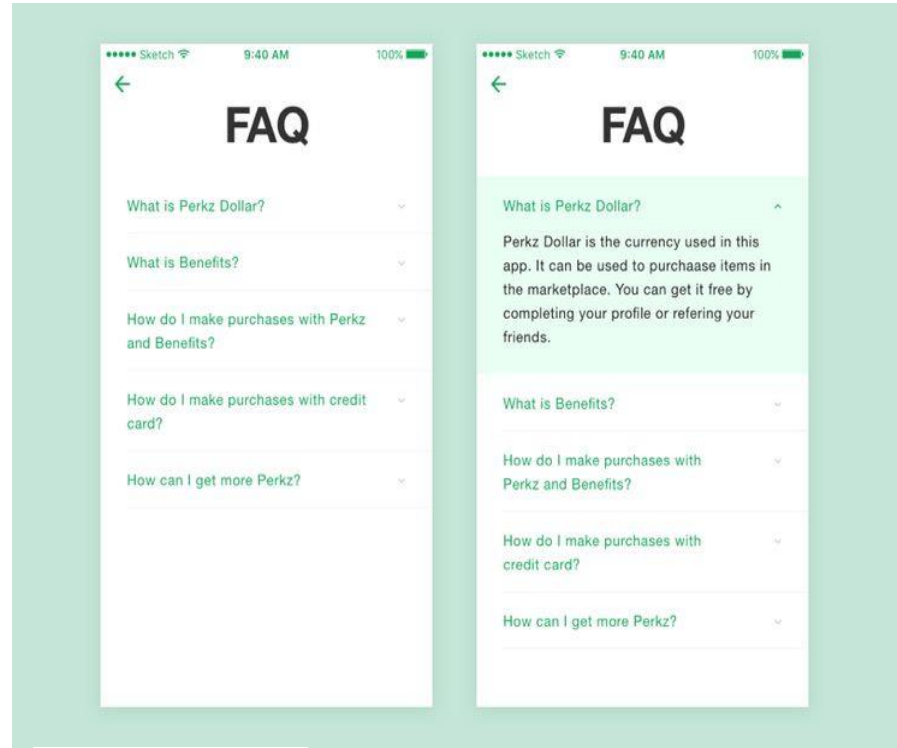 Sketch 9:40 AM 100%
FAQ
What is Perkz Dollar?
What is Benefits?
How do I make purchases with Perkz
and Benefits?
How do I make purchases with credit
card?
How can I get more Perkz?
Sketch 9:40 AM 100%
FAQ
What is Perkz Dollar?
Perkz Dollar is the currency used in this
app. It can be used to purchaase items in
the marketplace. You can get it free by
completing your profile or refering your
friends.
What is Benefits?
How do I make purchases with
Perkz and Benefits?
How do I make purchases with
credit card?
How can I get more Perkz?